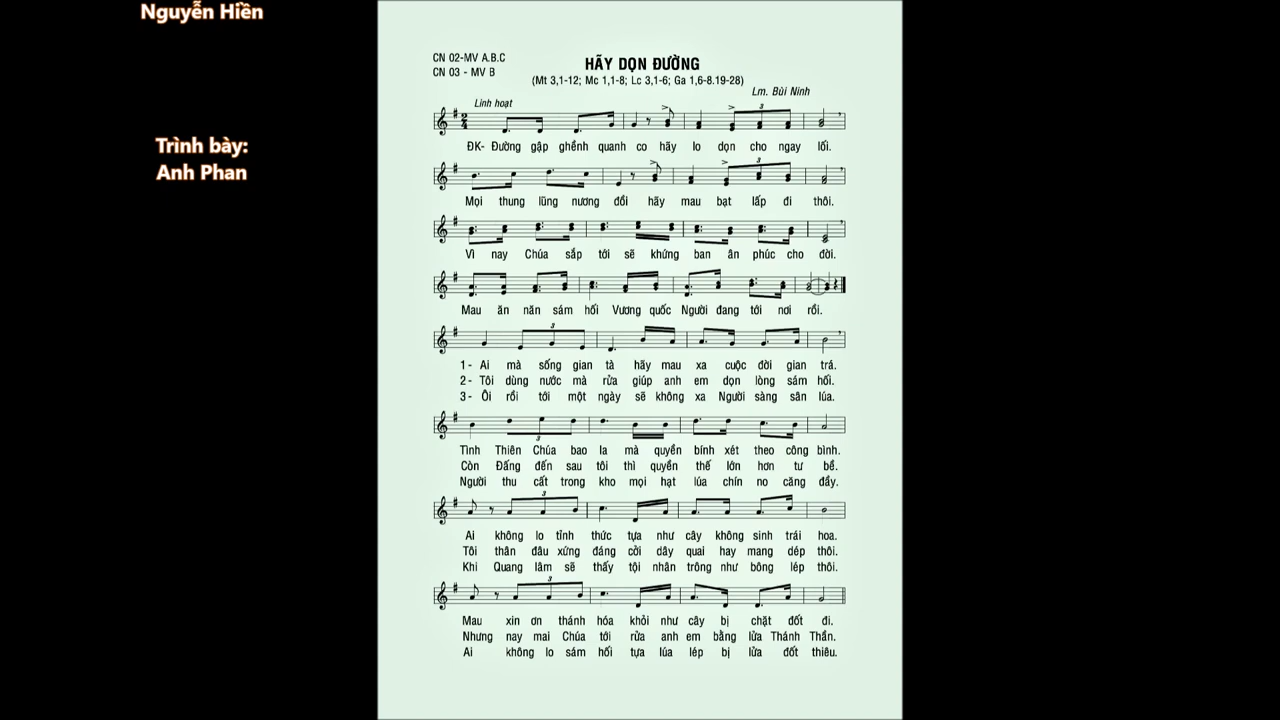 Nguyễn Hiền
Trình bày:
Anh Phan
CN 02-MV A.B.C
CN 03 - MV B
HÃY DỌN ĐƯỜNG
(Mt 3,1-12; Mc 1,1-8; Lc 3,1-6; Ga 1,6-8.19-28)
Lm. Bùi Ninh
Linh hoạt
ĐK- Đường gập ghềnh quanh co hãy lo dọn cho ngay lối.
Mọi thung lũng nương đồi hãy mau bạt lấp đi thôi.
Vì nay Chúa sắp tới sẽ khứng ban ân phúc cho đời.
Mau ăn năn sám hối Vương quốc Người đang tới nơi rồi.
1- Ai mà sống gian tà hãy mau xa cuộc đời gian trá.
2- Tôi dùng nước mà rửa giúp anh em dọn lòng sám hối.
3- Ôi rồi tới một ngày sẽ không xa Người sàng sân lúa.
Tình Thiên Chúa bao la mà quyền bính xét theo công bình.
Còn Đấng đến sau tôi thì quyền thế lớn hơn tư bề.
Người thu cất trong kho mọi hạt lúa chín no căng đầy.
Ai không lo tỉnh thức tựa như cây không sinh trái hoa.
Tôi thân đâu xứng đáng cởi dây quai hay mang dép thôi.
Khi Quang lâm sẽ thấy tội nhân trông như bông lép thôi.
Mau xin ơn thánh hóa khỏi như cây bị chặt đốt đi.
Nhưng nay mai Chúa tới rửa anh em bằng lửa Thánh Thần.
Ai không lo sám hối tựa lúa lép bị lửa đốt thiêu.